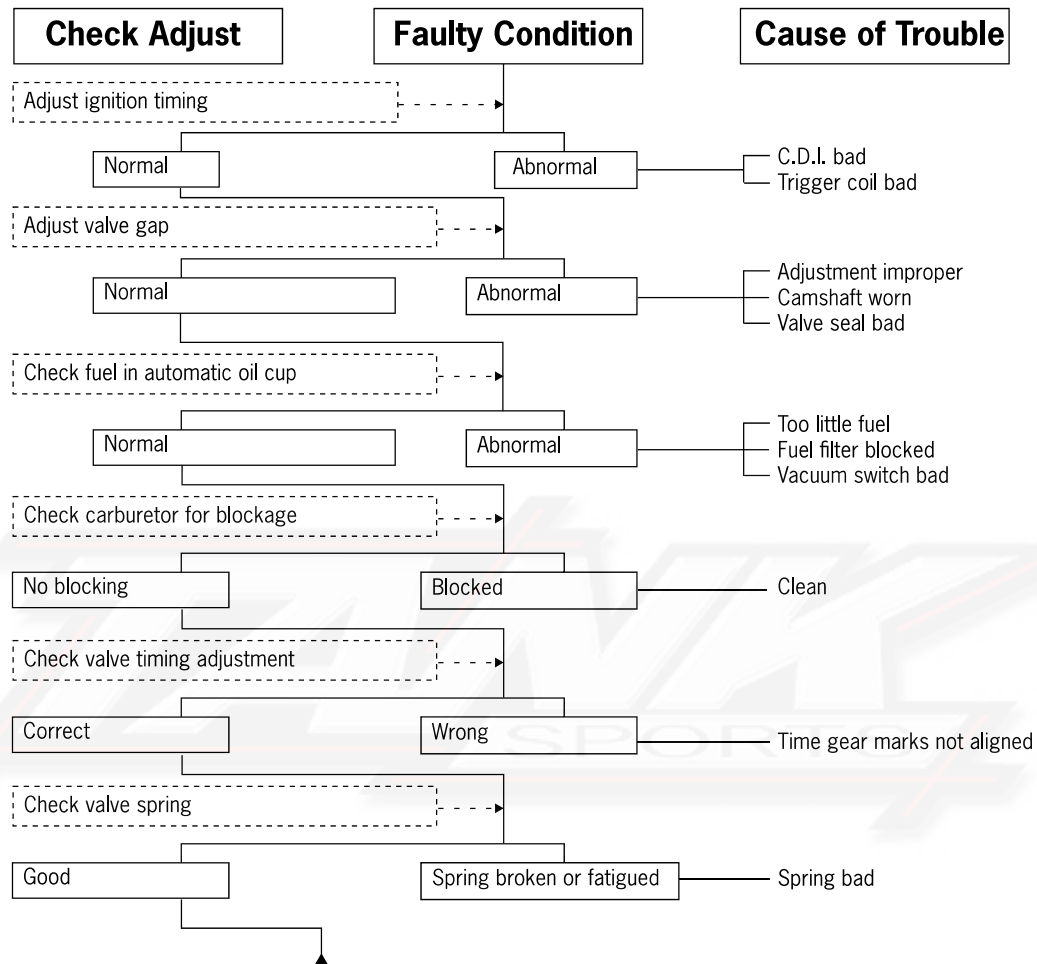 Check Adjust
Faulty Condition
Cause of Trouble
Adjust ignition timing
Normal
Abnormal
C.D.I. bad
Trigger coil bad
Adjust valve gap
Normal
Abnormal
Adjustment improper
Camshaft worn
Valve seal bad
Check fuel in automatic oil cup
Normal
Abnormal
Too little fuel
Fuel filter blocked
Vacuum switch bad
Check carburetor for blockage
No blocking
Blocked
Clean
Check valve timing adjustment
Correct
Wrong
Time gear marks not aligned
Check valve spring
Good
Spring broken or fatigued
Spring bad
TANK
SPORTS